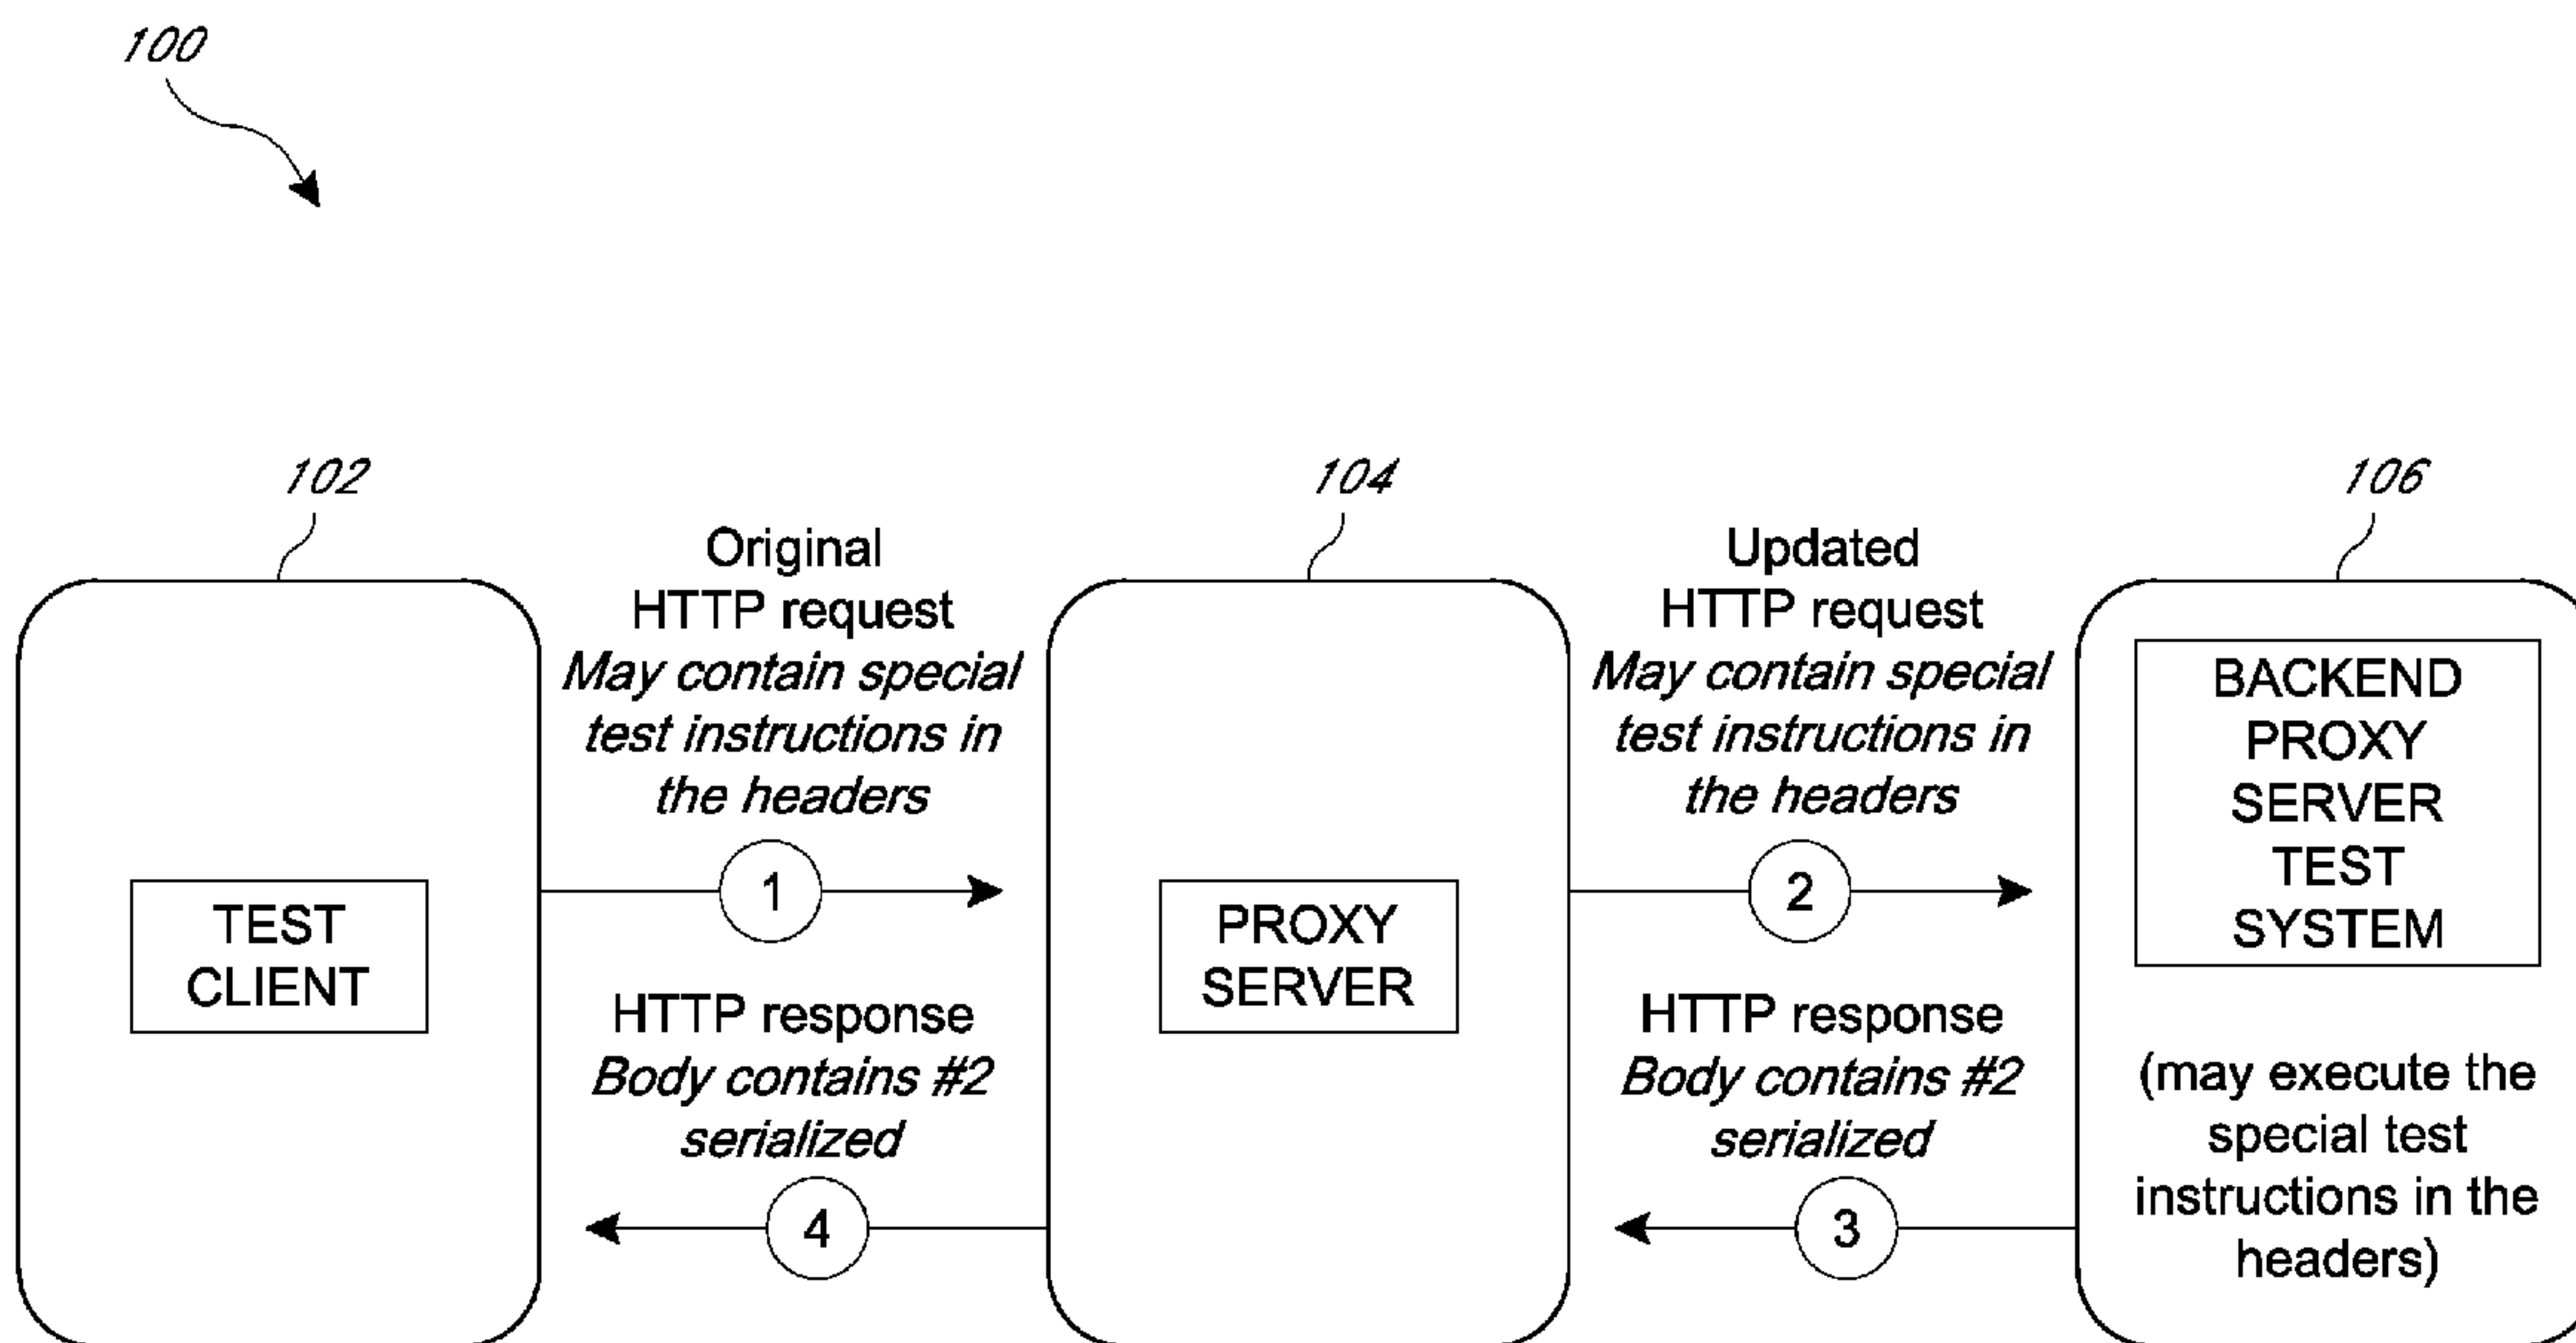 100
102
104
106
Original
HTTP request
May contain special
test instructions in
the headers
Updated
HTTP request
May contain special
test instructions in
the headers
1
2
TEST
CLIENT
PROXY
SERVER
BACKEND
PROXY
SERVER
TEST
SYSTEM
HTTP response
Body contains #2
serialized
HTTP response
Body contains #2
serialized
4
3
(may execute the
special test
instructions in the
headers)